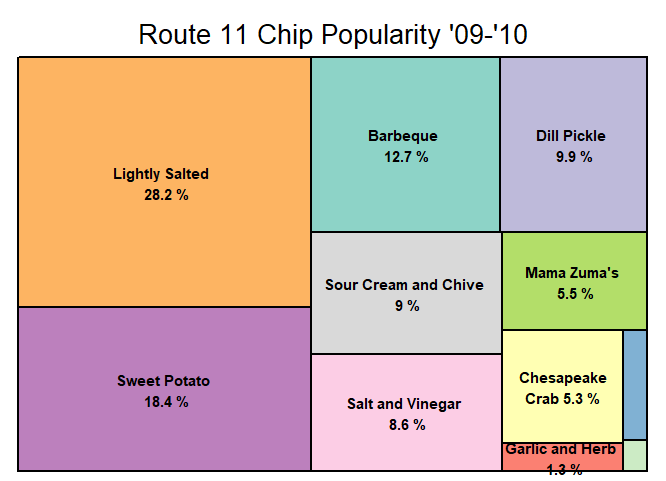 Route 11 Chip Popularity '09-'10
Lightly Salted
28.2 %
Barbeque
12.7 %
Dill Pickle
9.9 %
Sour Cream and Chive
9 %
Mama Zuma's
5.5 %
Sweet Potato
18.4 %
Salt and Vinegar
8.6 %
Chesapeake
Crab 5.3 %
Garlic and Herb
1.3 %